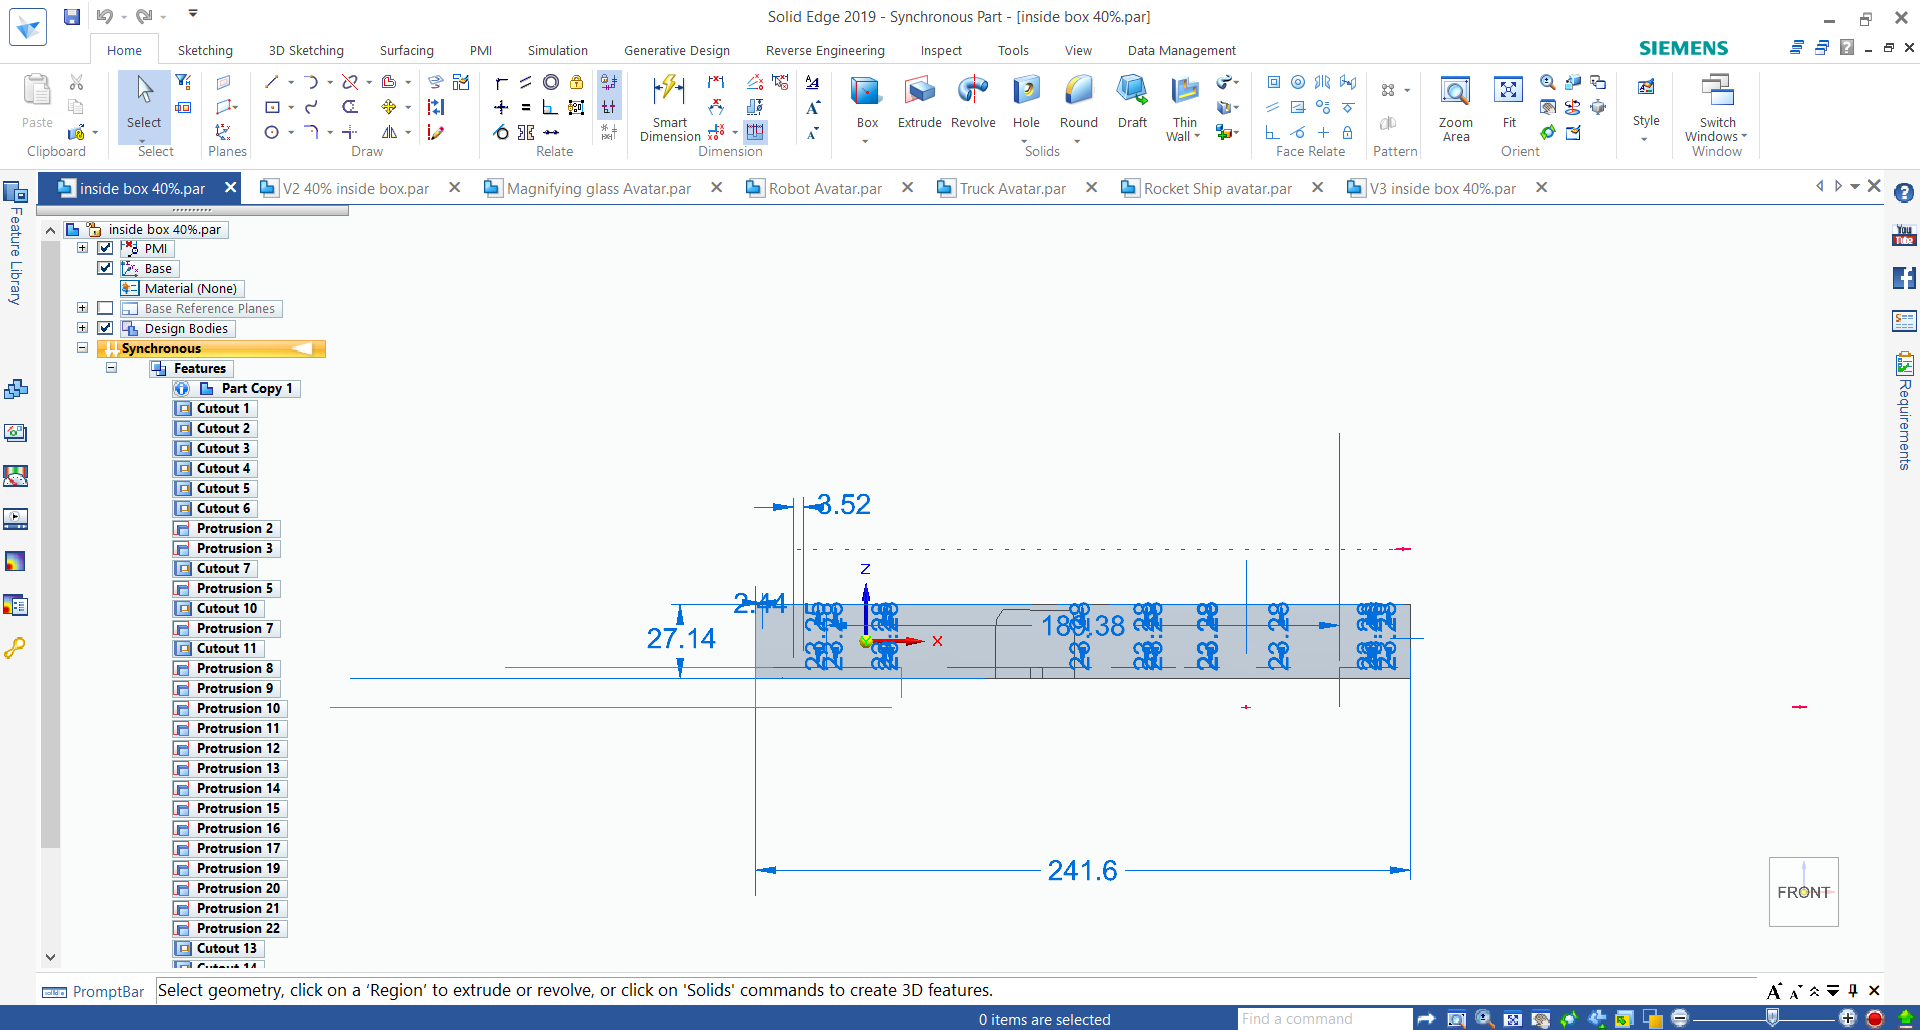 Solid Edge 2019 - Synchronous Part - [inside box 40%.par]
Home Sketching 3D Sketching Surfacing PMI Simulation Generative Design Reverse Engineering Inspect Tools View Data Management
SIEMENS
Paste
Clipboard
Select
Select
Planes
Draw
Relate
Smart Dimension
Dimension
Box
Extrude
Revolve
Hole
Round
Draft
Thin Wall
Solids
Face Relate
Pattern
Zoom Area
Fit
Orient
Style
Switch Windows
Window
inside box 40%.par
V2 40% inside box.par
Magnifying glass Avatar.par
Robot Avatar.par
Truck Avatar.par
Rocket Ship avatar.par
V3 inside box 40%.par
Feature Library
inside box 40%.par
PMI
Base
Material (None)
Base Reference Planes
Design Bodies
Synchronous
Features
Part Copy 1
Cutout 1
Cutout 2
Cutout 3
Cutout 4
Cutout 5
Cutout 6
Protrusion 2
Protrusion 3
Cutout 7
Protrusion 5
Cutout 10
Protrusion 7
Cutout 11
Protrusion 8
Protrusion 9
Protrusion 10
Protrusion 11
Protrusion 12
Protrusion 13
Protrusion 14
Protrusion 15
Protrusion 16
Protrusion 17
Protrusion 19
Protrusion 20
Protrusion 21
Protrusion 22
Cutout 13
Cutout 14
3.52
Z
2.44
27.14
X
23.28
23.28
241.6
FRONT
You Tube
Requirements
PromptBar
Select geometry, click on a ‘Region’ to extrude or revolve, or click on 'Solids' commands to create 3D features.
0 items are selected
Find a command